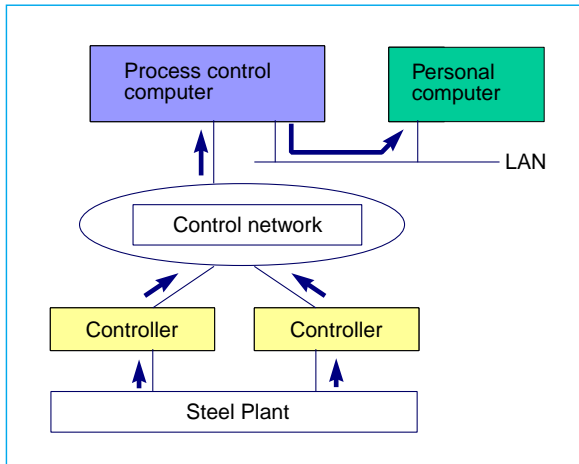 Process control
computer
Personal
computer
LAN
Control network
Controller
Controller
Steel Plant